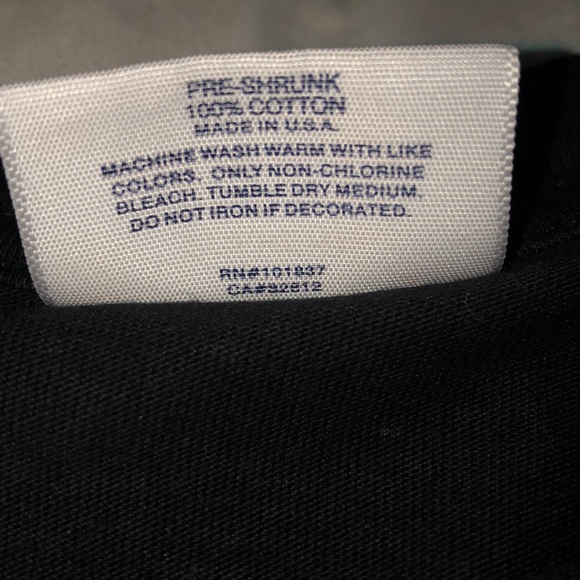 PRE-SHRUNK
100% COTTON
MADE IN U.S.A.
MACHINE WASH WARM WITH LIKE
COLORS. ONLY NON-CHLORINE
BLEACH. TUMBLE DRY MEDIUM.
DO NOT IRON IF DECORATED.
RN#101837
CA#32612